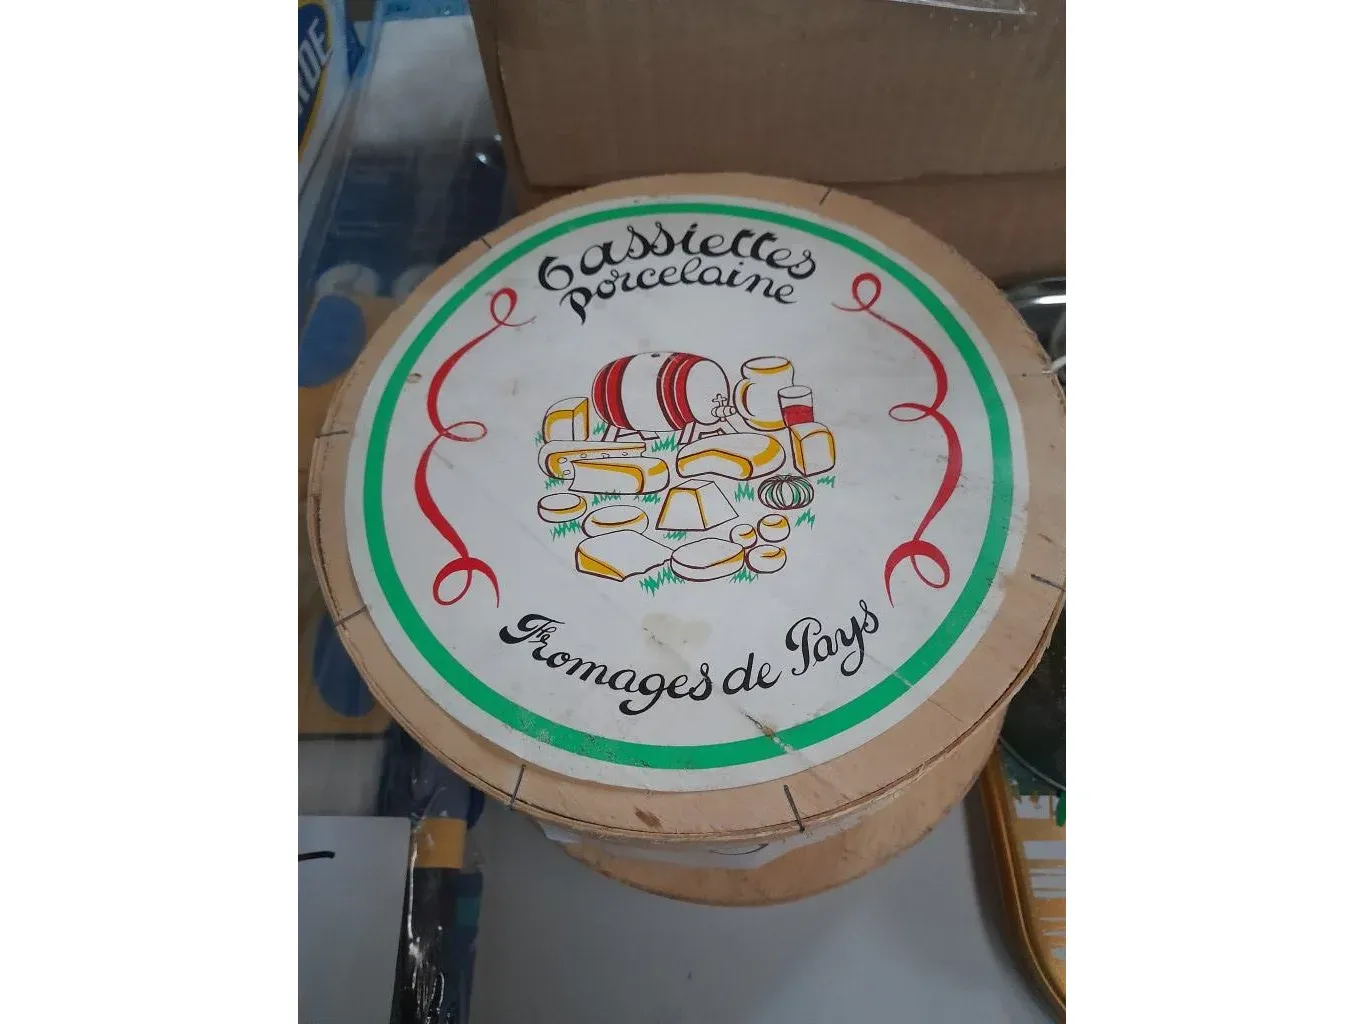 6 assiettes
porcelaine
Fromages de Pays